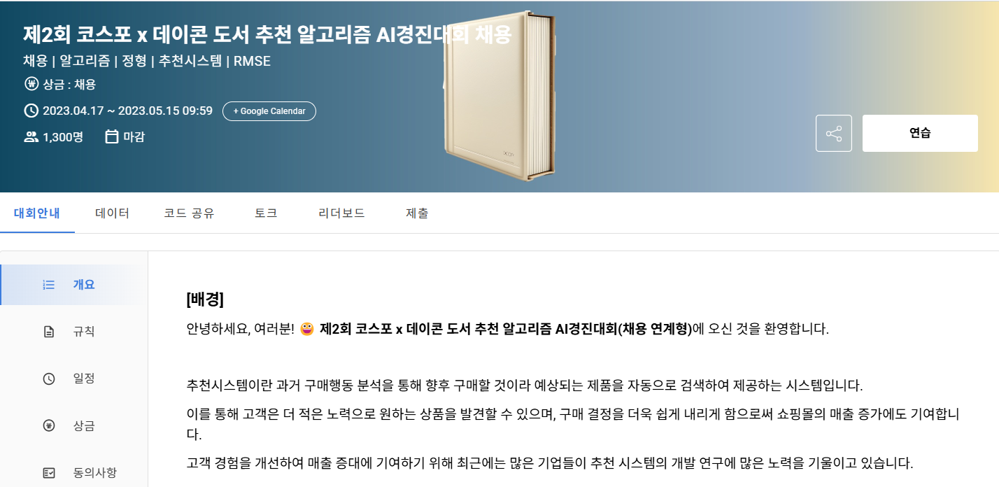 제2회 코스포 x 데이콘 도서 추천 알고리즘 AI경진대회 채용
채용 | 알고리즘 | 정형 | 추천시스템 | RMSE
상금 : 채용
2023.04.17 ~ 2023.05.15 09:59 + Google Calendar
1,300명 마감
연습
대회안내 데이터 코드 공유 토크 리더보드 제출
개요
규칙
일정
상금
동의사항
[배경]
안녕하세요, 여러분! 😀 제2회 코스포 x 데이콘 도서 추천 알고리즘 AI경진대회(채용 연계형)에 오신 것을 환영합니다.
추천시스템이란 과거 구매행동 분석을 통해 향후 구매할 것이라 예상되는 제품을 자동으로 검색하여 제공하는 시스템입니다.
이를 통해 고객은 더 적은 노력으로 원하는 상품을 발견할 수 있으며, 구매 결정을 더욱 쉽게 내리게 함으로써 쇼핑몰의 매출 증가에도 기여합니
다.
고객 경험을 개선하여 매출 증대에 기여하기 위해 최근에는 많은 기업들이 추천 시스템의 개발 연구에 많은 노력을 기울이고 있습니다.